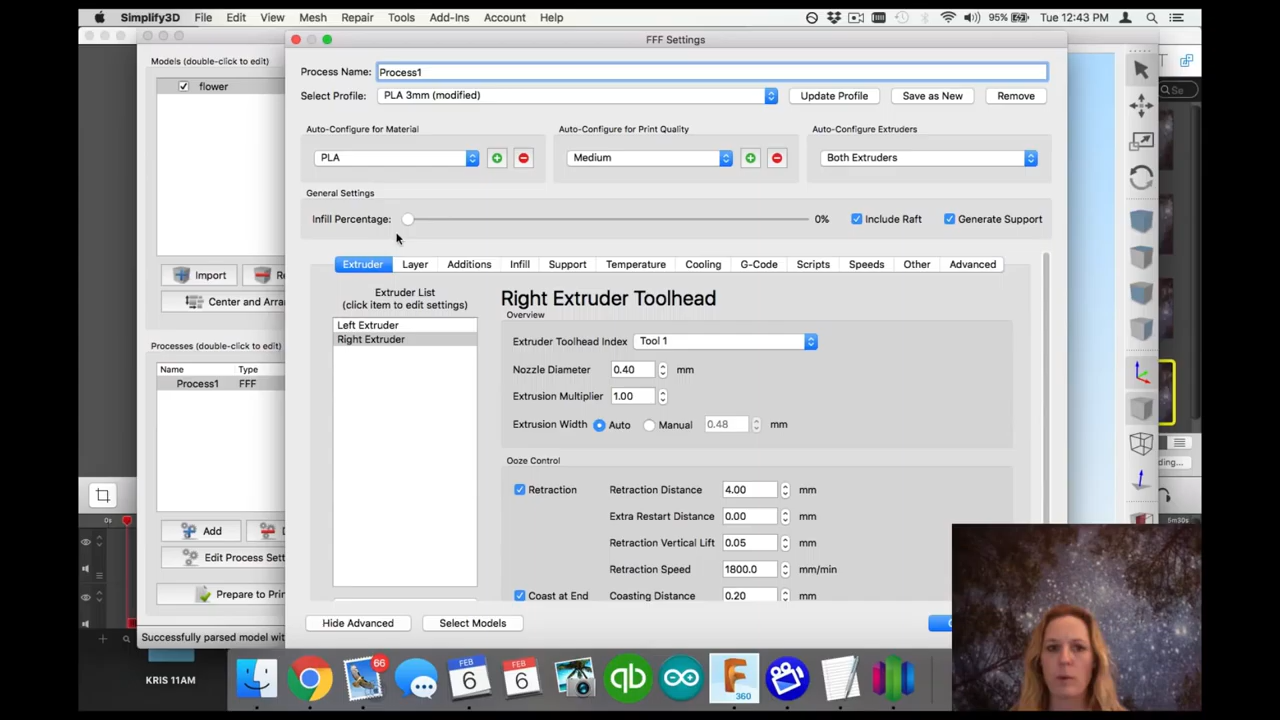 Simplify3D File Edit View Mesh Repair Tools Add-Ins Account Help 95% Tue 12:43 PM
FFF Settings
Models (double-click to edit)
flower
Import
Center and Arra
Processes (double-click to edit)
Name Type
Process1 FFF
Add
Edit Process Sett
Prepare to Prin
Successfully parsed model wit
Process Name: Process1
Select Profile: PLA 3mm (modified) Update Profile Save as New Remove
Auto-Configure for Material Auto-Configure for Print Quality Auto-Configure Extruders
PLA Medium Both Extruders
General Settings
Infill Percentage: 0% Include Raft Generate Support
Extruder Layer Additions Infill Support Temperature Cooling G-Code Scripts Speeds Other Advanced
Extruder List
(click item to edit settings)
Left Extruder
Right Extruder
Right Extruder Toolhead
Overview
Extruder Toolhead Index Tool 1
Nozzle Diameter 0.40 mm
Extrusion Multiplier 1.00
Extrusion Width Auto Manual 0.48 mm
Ooze Control
Retraction Retraction Distance 4.00 mm
Extra Restart Distance 0.00 mm
Retraction Vertical Lift 0.05 mm
Retraction Speed 1800.0 mm/min
Coast at End Coasting Distance 0.20 mm
Hide Advanced Select Models
Se
ding...
0s
5m30s
KRIS 11AM
66
FEB
6
FEB
6
qb
360